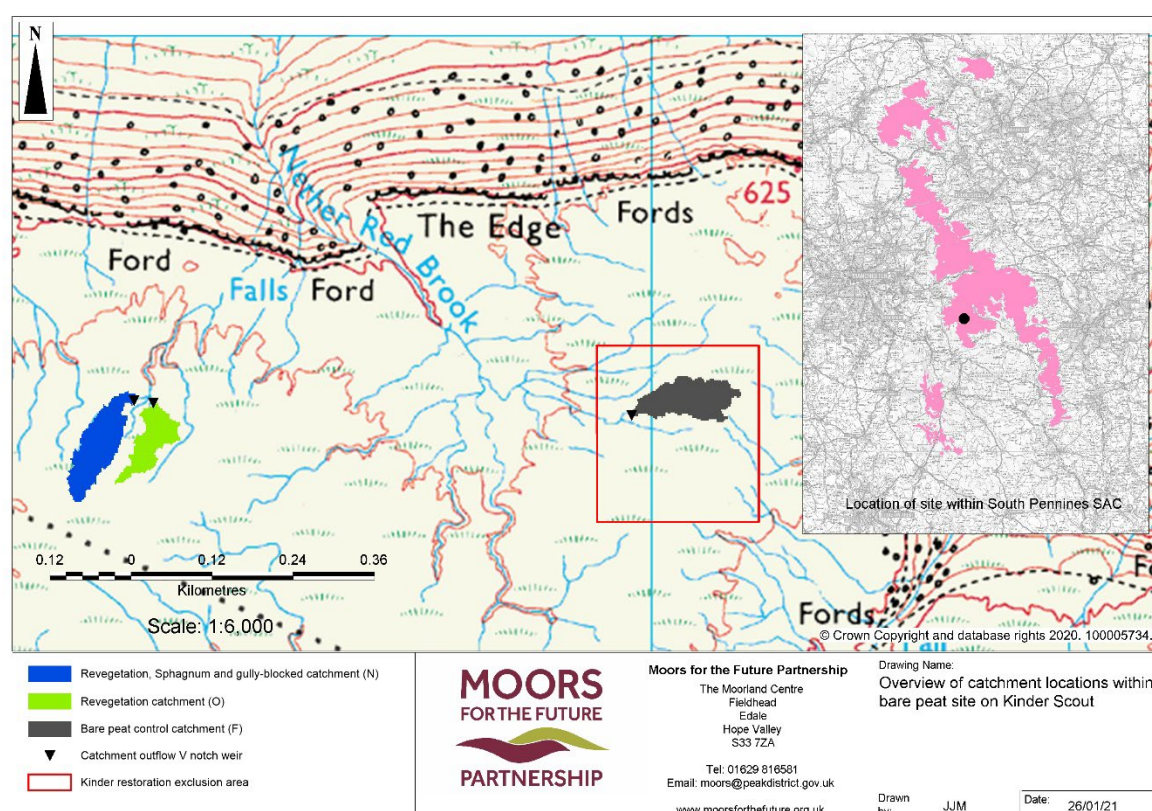 N
Nether Red Brook
The Edge
Fords
625
Ford
Falls
Ford
Location of site within South Pennines SAC
0.12 0 0.12 0.24 0.36
Kilometres
Scale: 1:6,000
Fords
© Crown Copyright and database rights 2020. 100005734.
Revegetation, Sphagnum and gully-blocked catchment (N)
Revegetation catchment (O)
Bare peat control catchment (F)
Catchment outflow V notch weir
Kinder restoration exclusion area
MOORS
FOR THE FUTURE
PARTNERSHIP
Moors for the Future Partnership
The Moorland Centre
Fieldhead
Edale
Hope Valley
S33 7ZA
Tel: 01629 816581
Email: moors@peakdistrict.gov.uk
www.moorsforthefuture.org.uk
Drawing Name:
Overview of catchment locations within
bare peat site on Kinder Scout
Drawn
by:
JJM
Date:
26/01/21